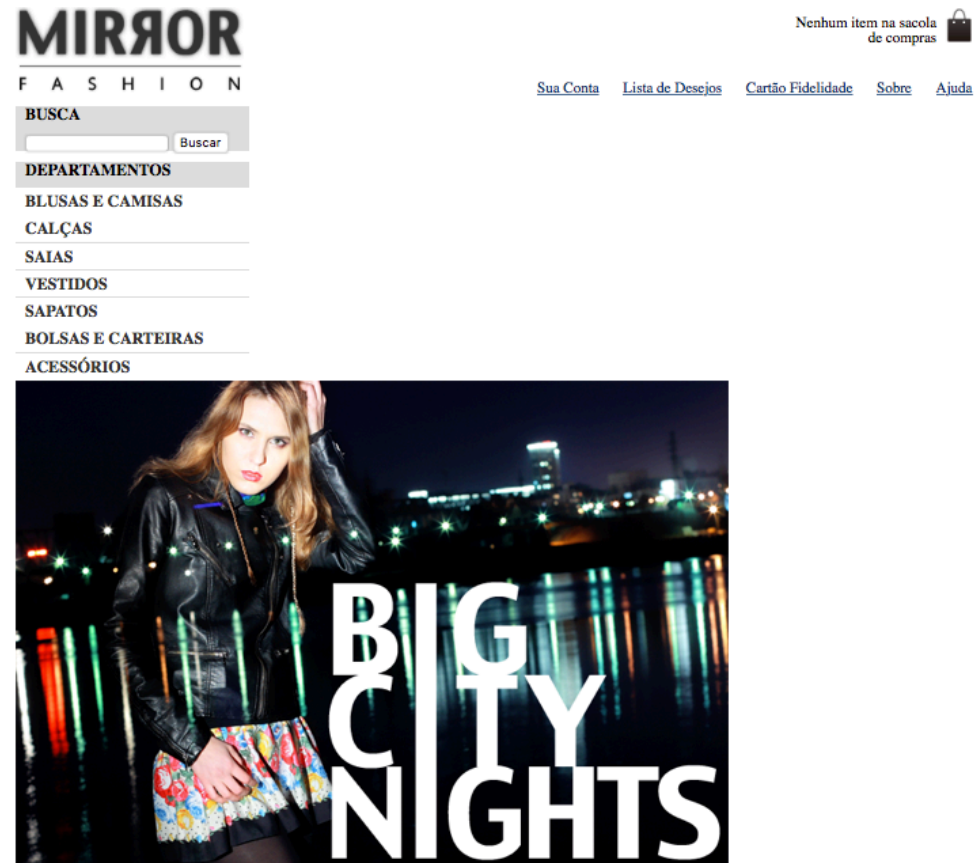 MIRЯOR
FASHION
Nenhum item na sacola
de compras
Sua Conta Lista de Desejos Cartão Fidelidade Sobre Ajuda
BUSCA
Buscar
DEPARTAMENTOS
BLUSAS E CAMISAS
CALÇAS
SAIAS
VESTIDOS
SAPATOS
BOLSAS E CARTEIRAS
ACESSÓRIOS
BIG
CITY
NIGHTS